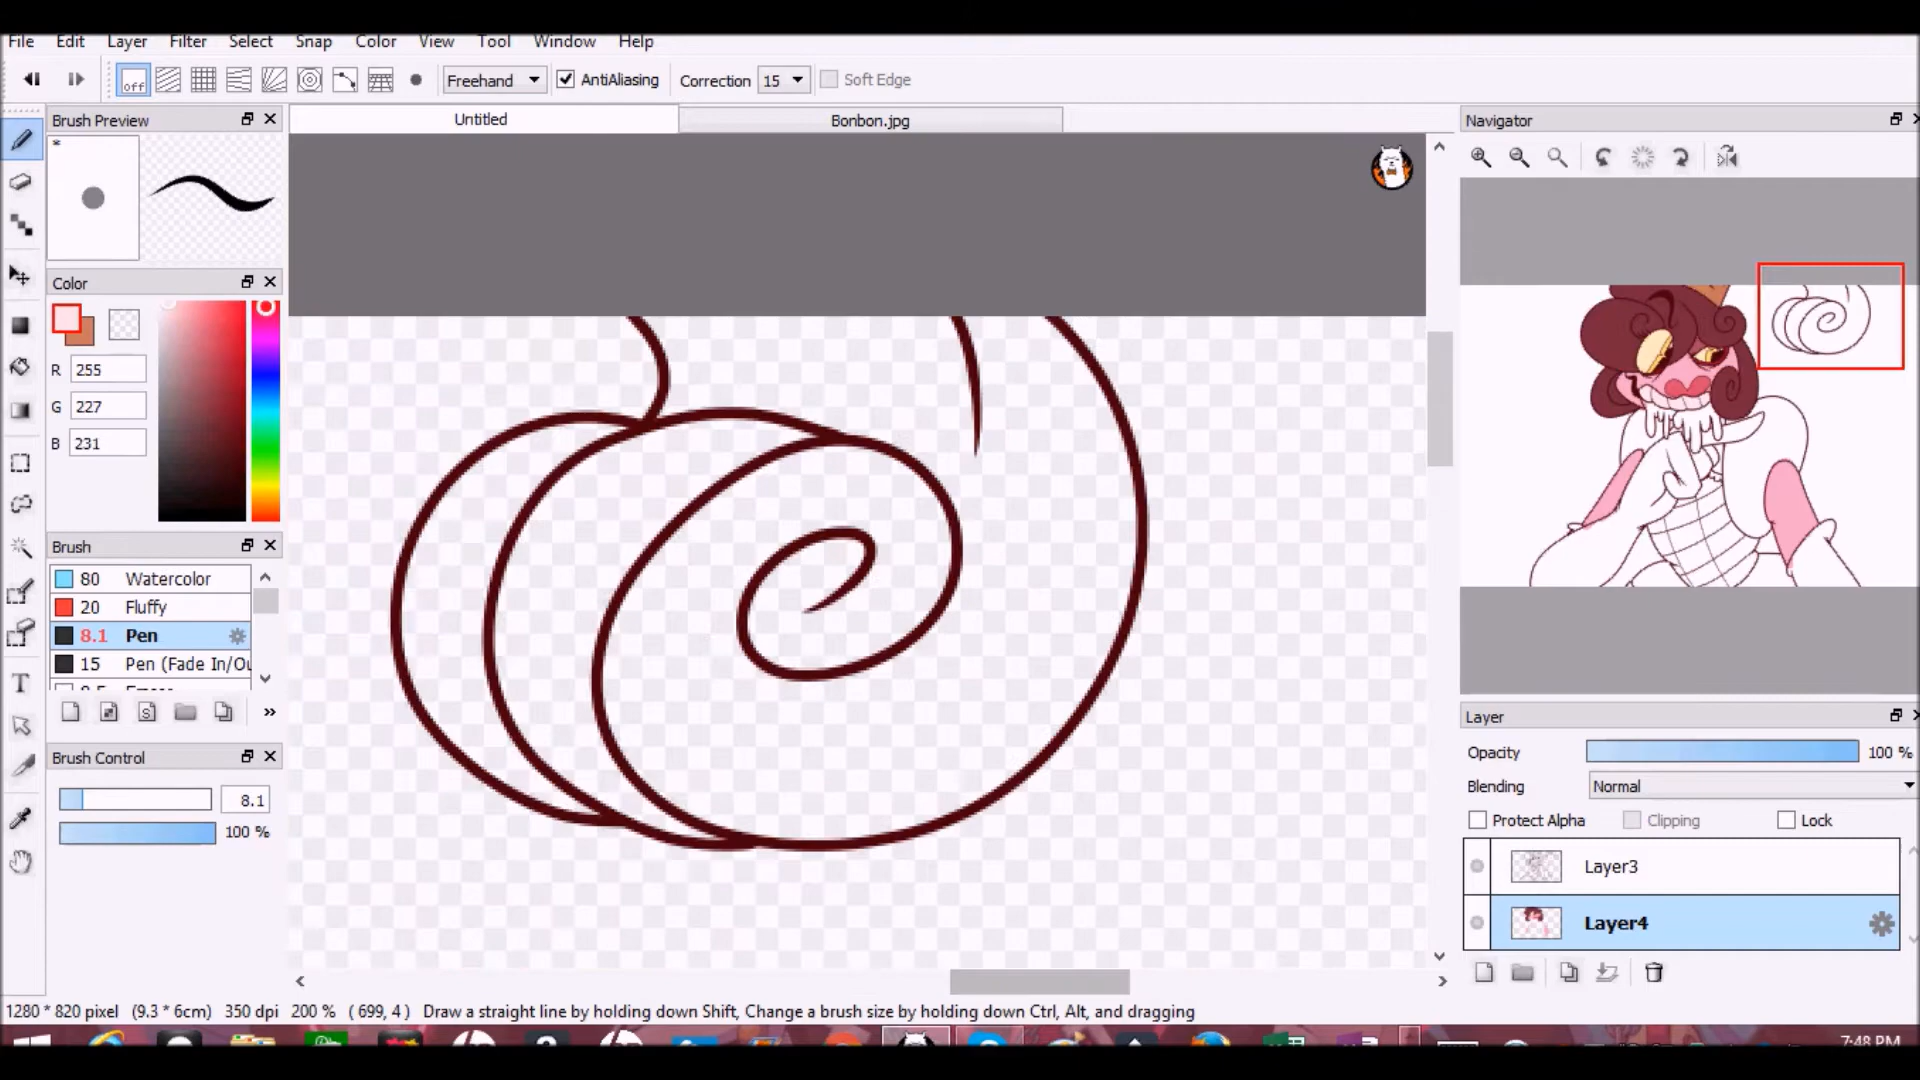 File Edit Layer Filter Select Snap Color View Tool Window Help
off Freehand AntiAliasing Correction 15 Soft Edge
Brush Preview
Untitled
Bonbon.jpg
Navigator
*
Color
R 255
G 227
B 231
Brush
80 Watercolor
20 Fluffy
8.1 Pen
15 Pen (Fade In/Ou
S
»
Brush Control
8.1
100 %
T
Layer
Opacity 100 %
Blending Normal
Protect Alpha Clipping Lock
Layer3
Layer4
1280 * 820 pixel (9.3 * 6cm) 350 dpi 200 % ( 699, 4 ) Draw a straight line by holding down Shift, Change a brush size by holding down Ctrl, Alt, and dragging
7:48 PM